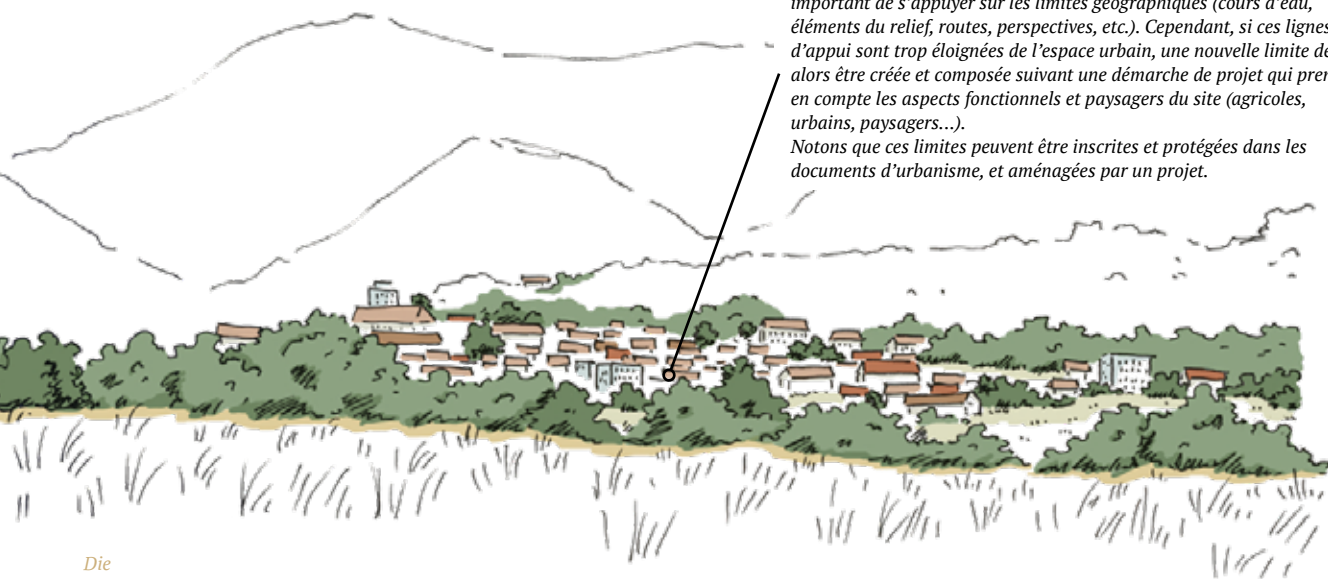 important de s'appuyer sur les limites géographiques (cours d'eau,
éléments du relief, routes, perspectives, etc.). Cependant, si ces lignes
d'appui sont trop éloignées de l'espace urbain, une nouvelle limite
alors être créée et composée suivant une démarche de projet qui
en compte les aspects fonctionnels et paysagers du site (agricoles,
urbains, paysagers...).
Notons que ces limites peuvent être inscrites et protégées dans les
documents d'urbanisme, et aménagées par un projet.
Die